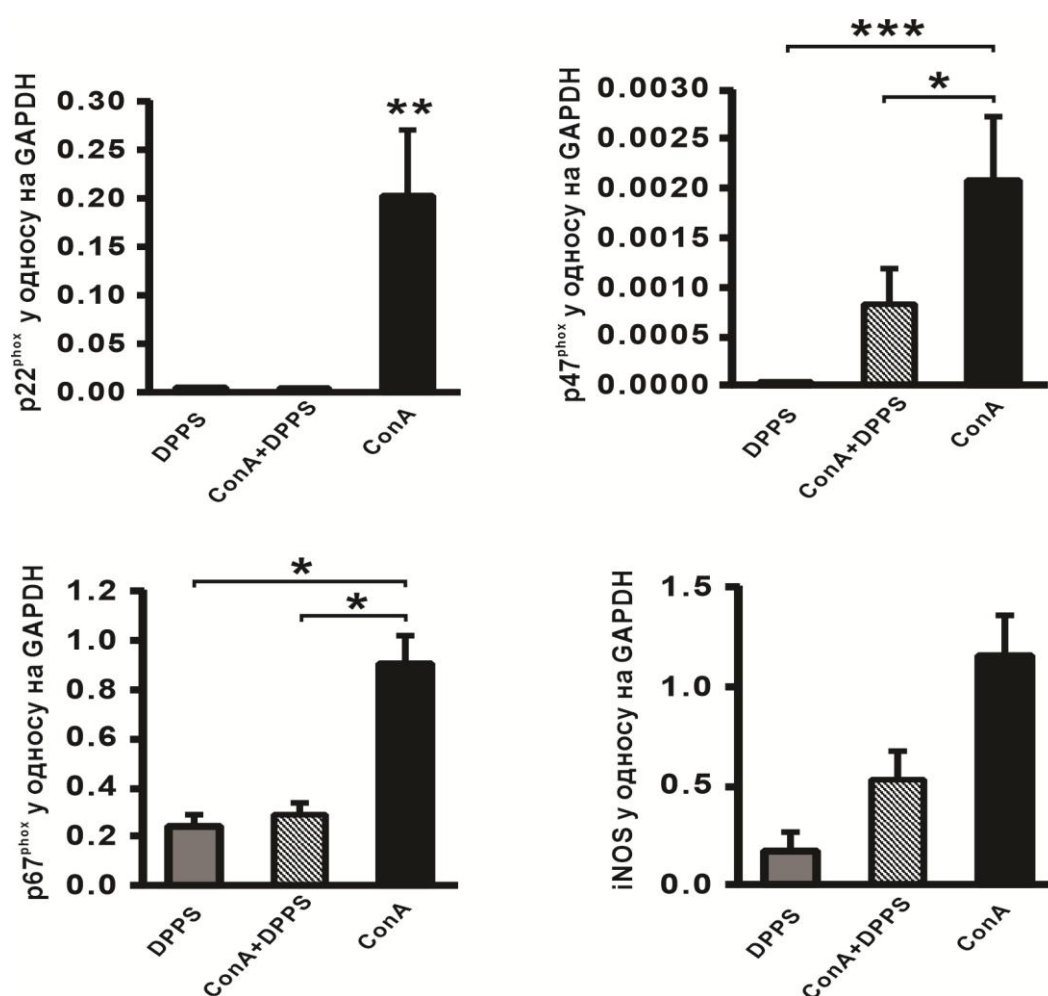 p22phox у односу на GAPDH
**
0.30
0.25
0.20
0.15
0.10
0.05
0.00
DPPS
ConA+DPPS
ConA
p47phox у односу на GAPDH
***
*
0.0030
0.0025
0.0020
0.0015
0.0010
0.0005
0.0000
DPPS
ConA+DPPS
ConA
p67phox у односу на GAPDH
*
*
1.2
1.0
0.8
0.6
0.4
0.2
0.0
DPPS
ConA+DPPS
ConA
iNOS у односу на GAPDH
1.5
1.0
0.5
0.0
DPPS
ConA+DPPS
ConA